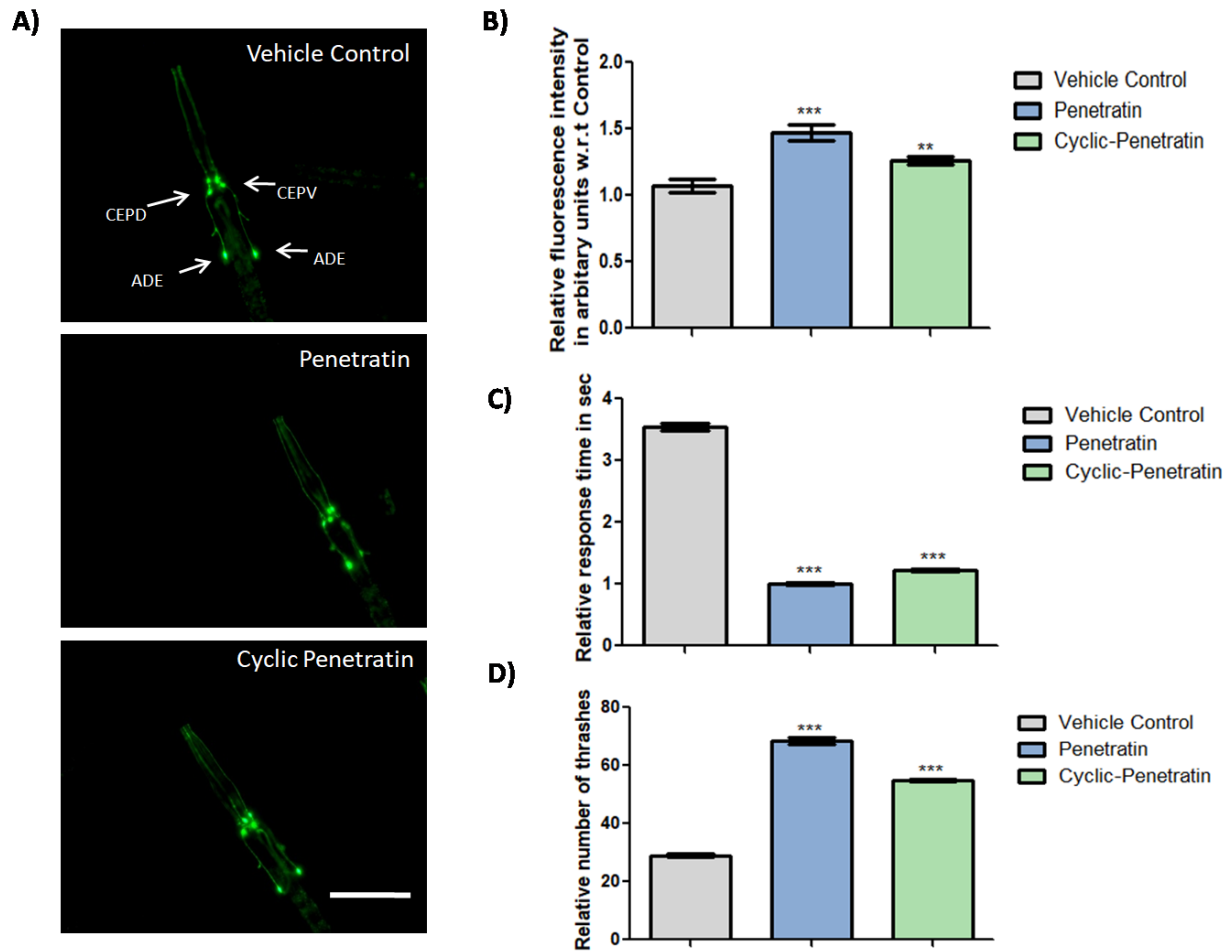 A)
Vehicle Control
CEPV
CEPD
ADE
ADE
Penetratin
Cyclic Penetratin
B)
Relative fluorescence intensity
in arbitary units w.r.t Control
2.0
1.5
1.0
0.5
0.0
***
**
Vehicle Control
Penetratin
Cyclic-Penetratin
C)
Relative response time in sec
4
3
2
1
0
***
***
Vehicle Control
Penetratin
Cyclic-Penetratin
D)
Relative number of thrashes
80
60
40
20
0
***
***
Vehicle Control
Penetratin
Cyclic-Penetratin